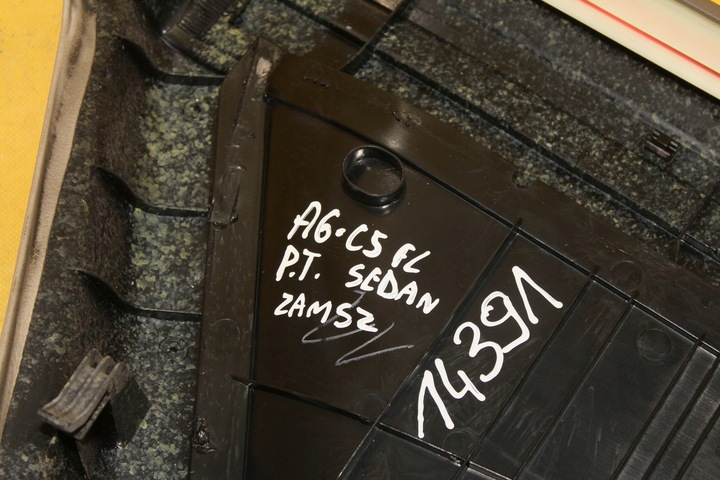 A6·C5 FL
P.T. SEDAN
ZAMSZ
14391